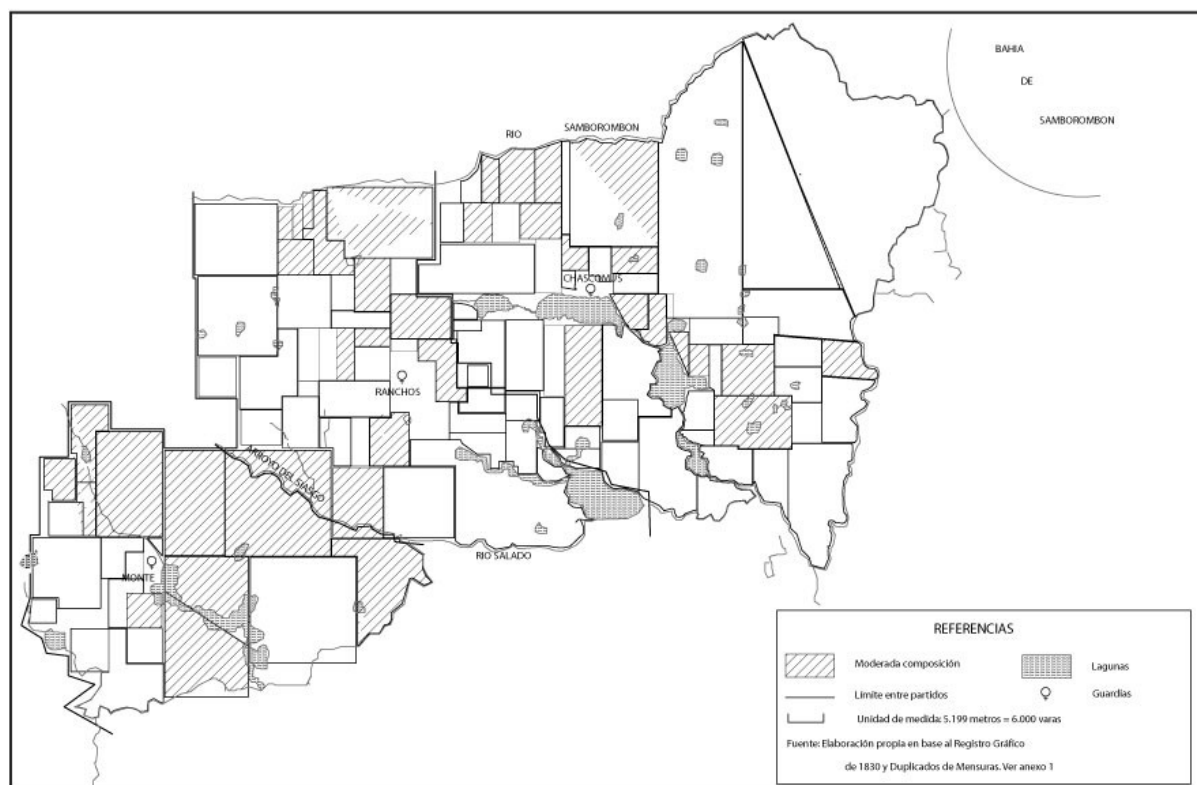 BAHIA
DE
SAMBOROMBON
RIO SAMBOROMBON
CHASCOMUS
RANCHOS
ARROYO DEL SIASGO
RIO SALADO
MONTE
REFERENCIAS
Moderada composición
Lagunas
Límite entre partidos
Guardias
Unidad de medida: 5.199 metros = 6.000 varas
Fuente: Elaboración propia en base al Registro Gráfico
de 1830 y Duplicados de Mensuras. Ver anexo 1